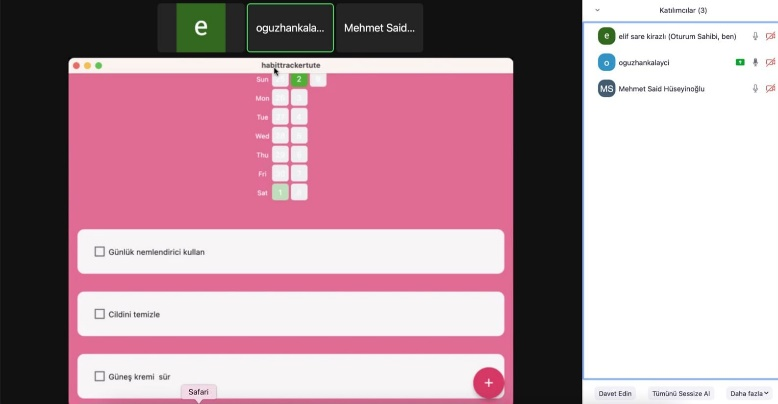 e
oguzhankala...
Mehmet Said...
habittrackertute
Sun 2
Mon
Tue
Wed
Thu
Fri
Sat 1
Günlük nemlendirici kullan
Cildini temizle
Güneş kremi sür
+
Safari
Katılımcılar (3)
e elif sare kirazlı (Oturum Sahibi, ben)
o oguzhankalayci
MS Mehmet Said Hüseyinoğlu
Davet Edin Tümünü Sessize Al Daha fazla